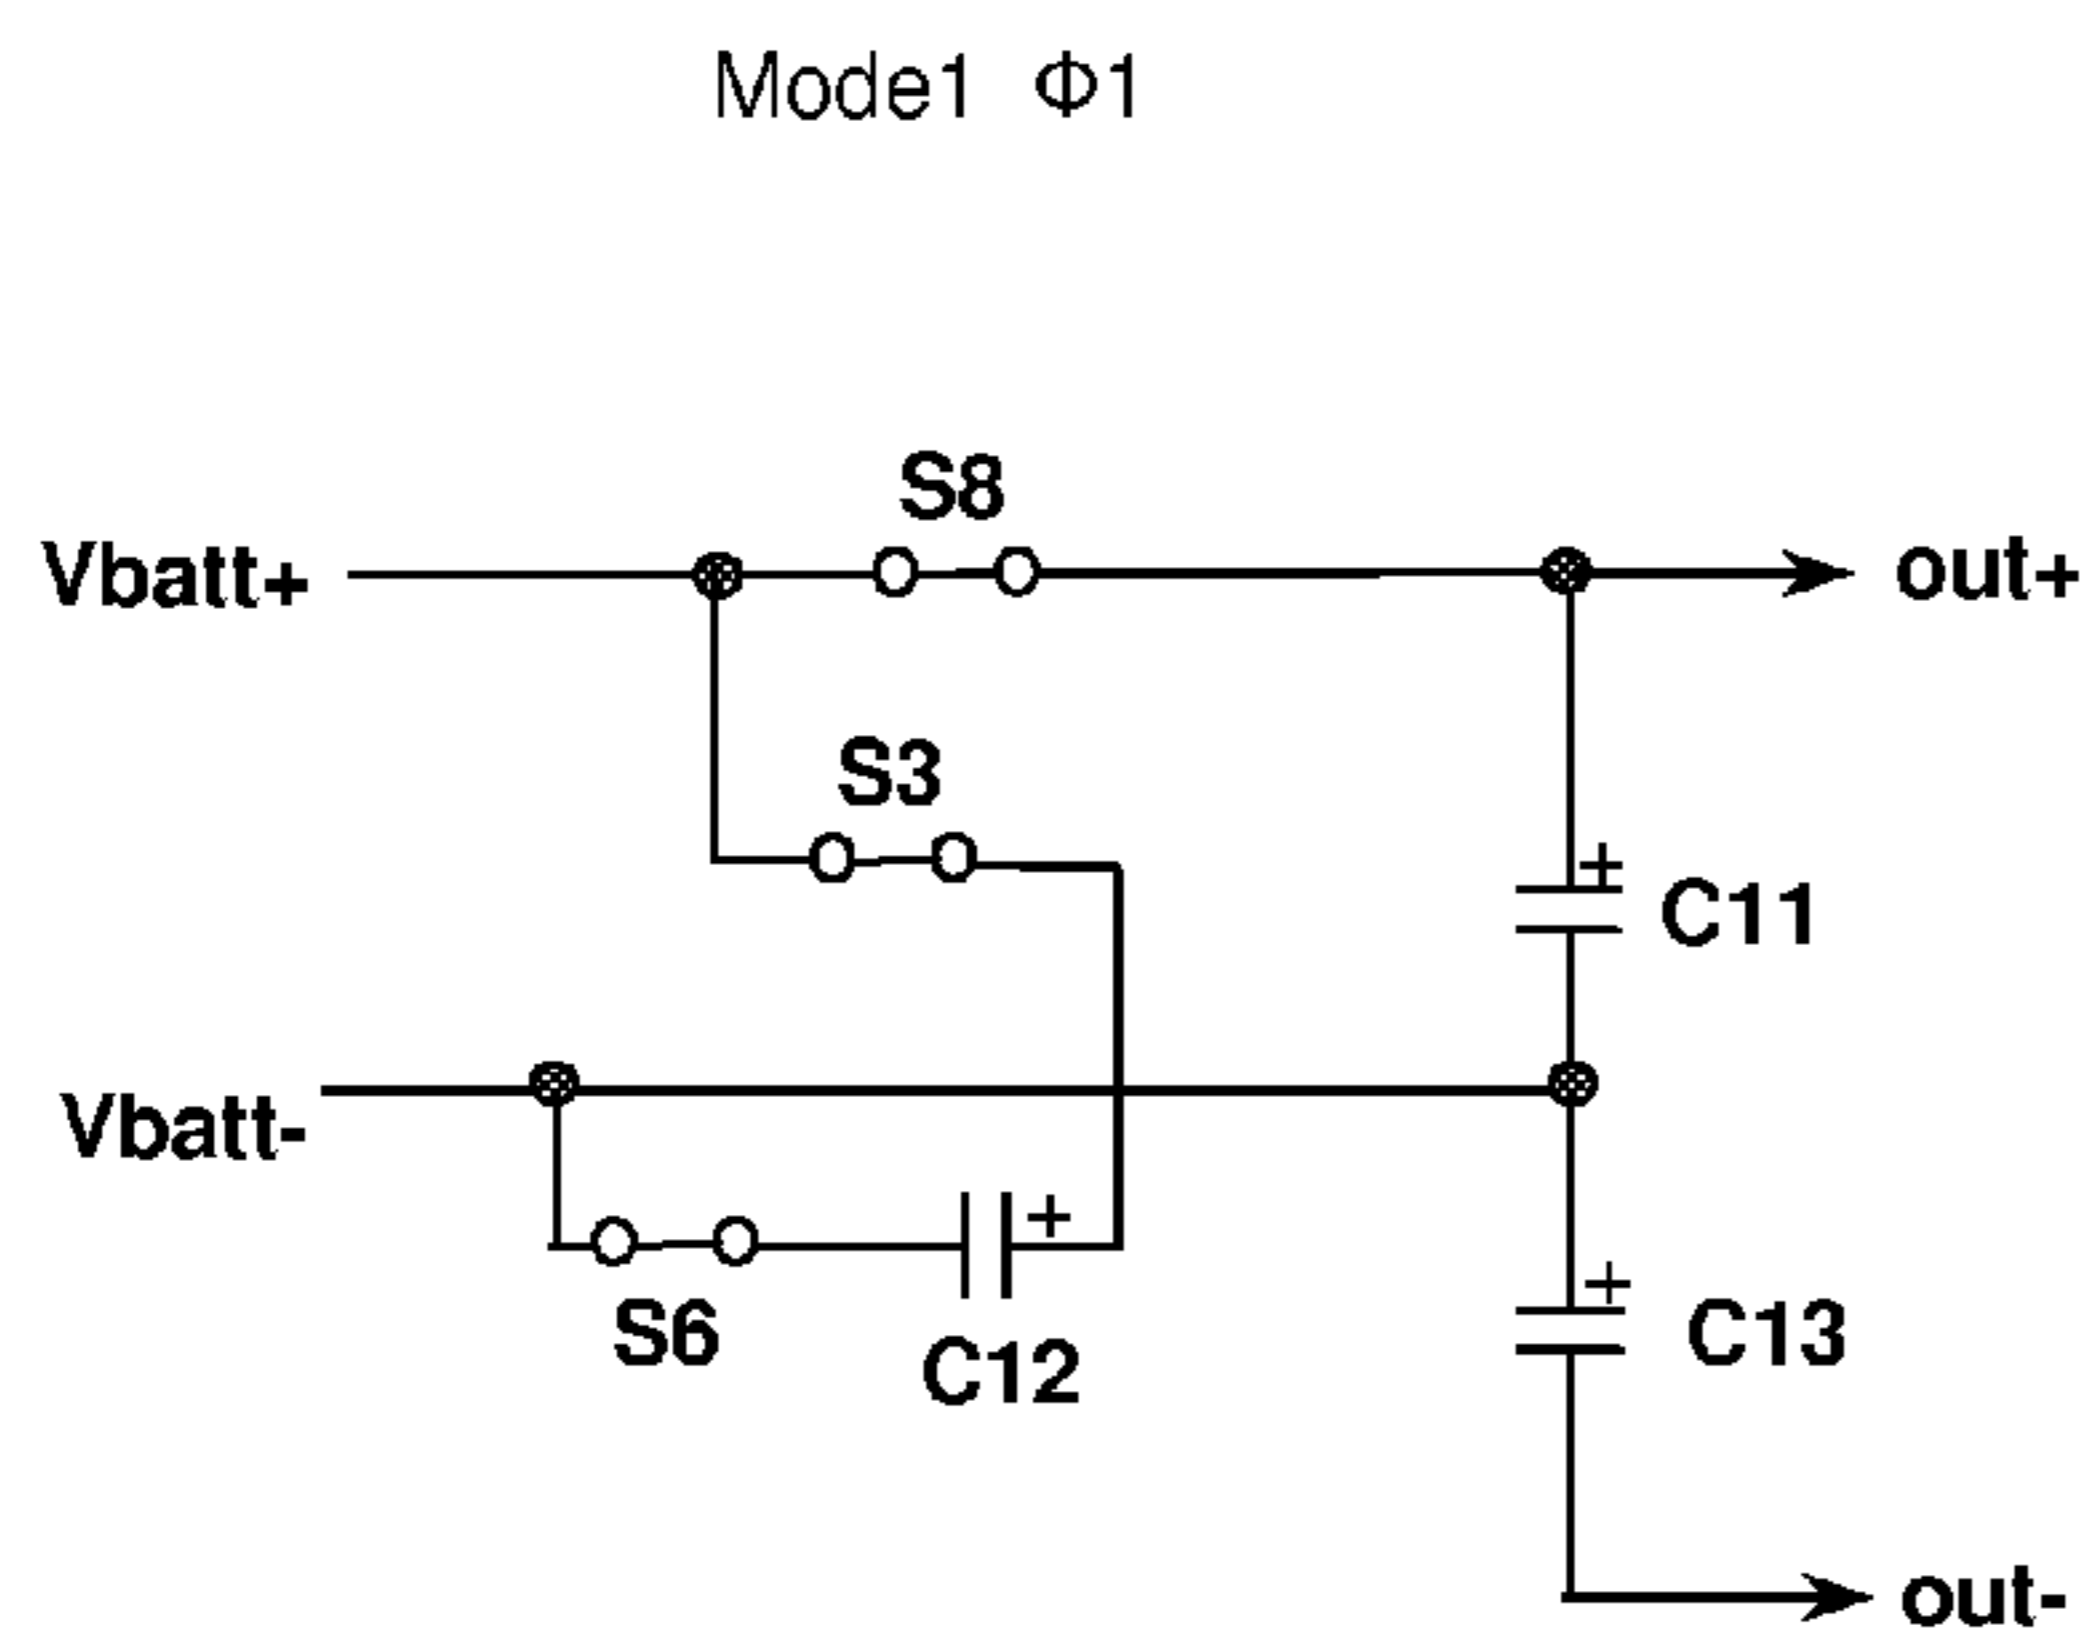 Mode1 Φ1
S8
Vbatt+
out+
S3
+
C11
Vbatt-
+
+
S6
C12
C13
out-